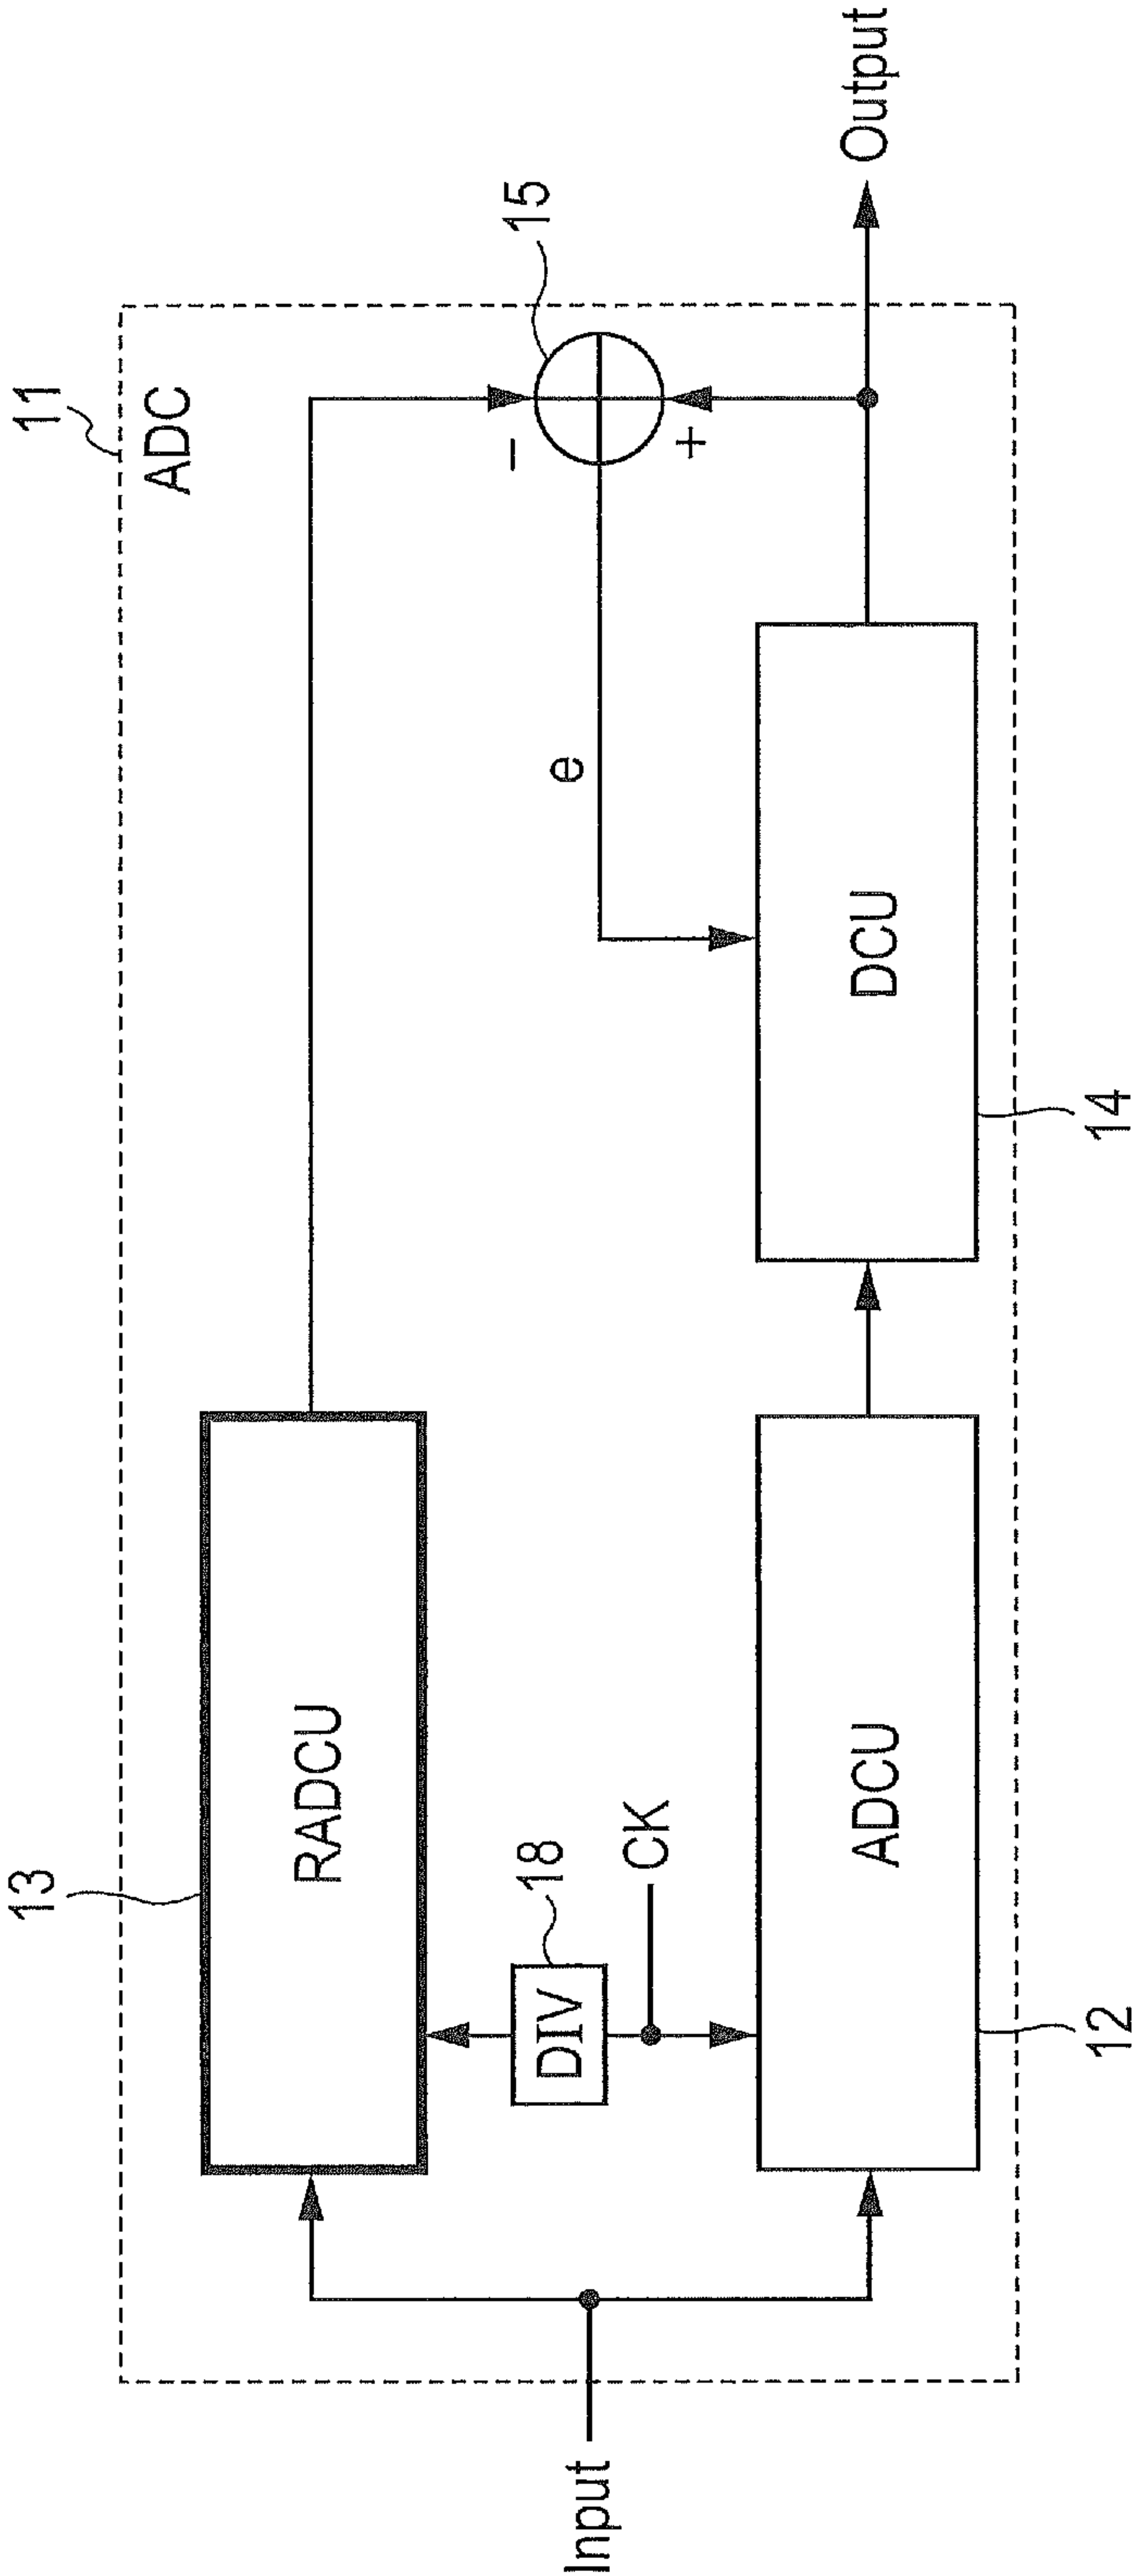 11
ADC
13
RADCU
15
−
+
e
18
DIV
CK
Input
ADCU
DCU
Output
12
14